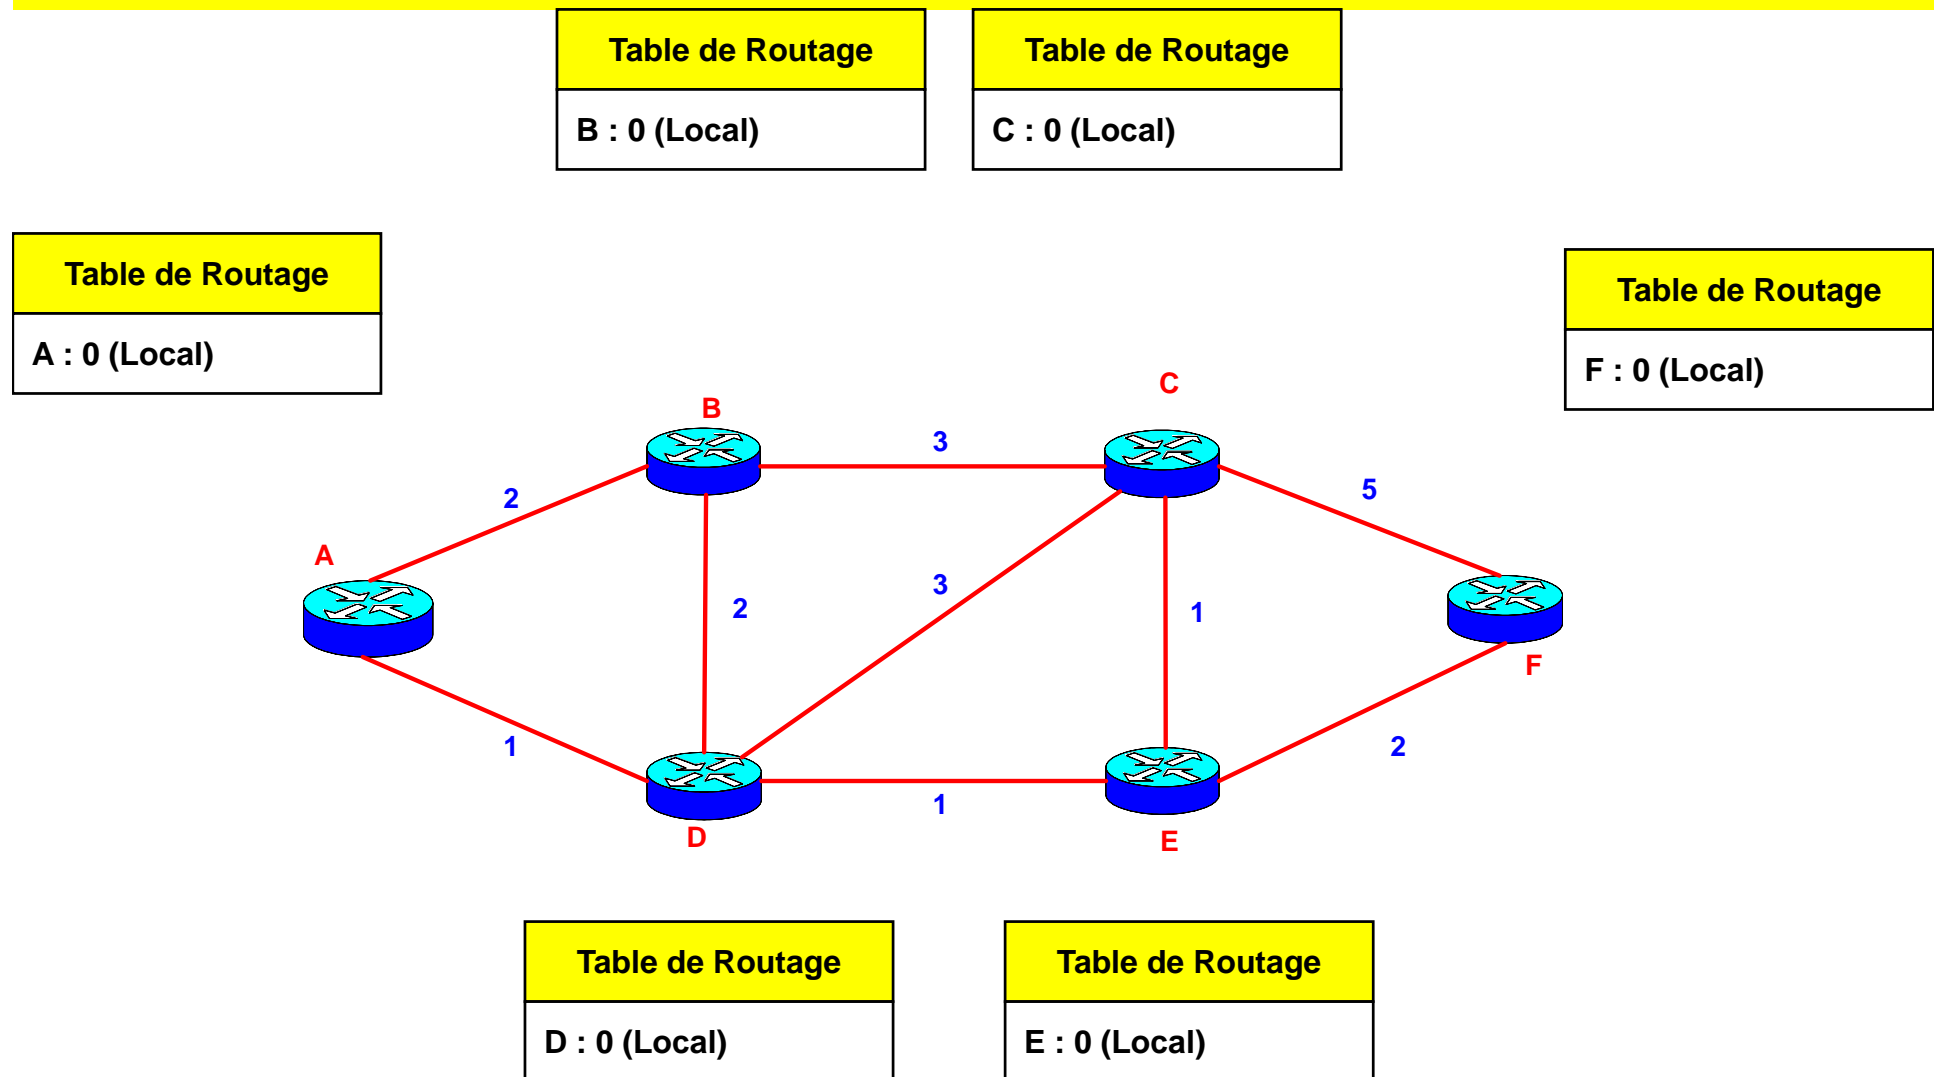 Table de Routage
B : 0 (Local)
Table de Routage
C : 0 (Local)
Table de Routage
A : 0 (Local)
Table de Routage
F : 0 (Local)
C
B
3
5
2
A
3
2
1
F
1
2
1
D
E
Table de Routage
D : 0 (Local)
Table de Routage
E : 0 (Local)